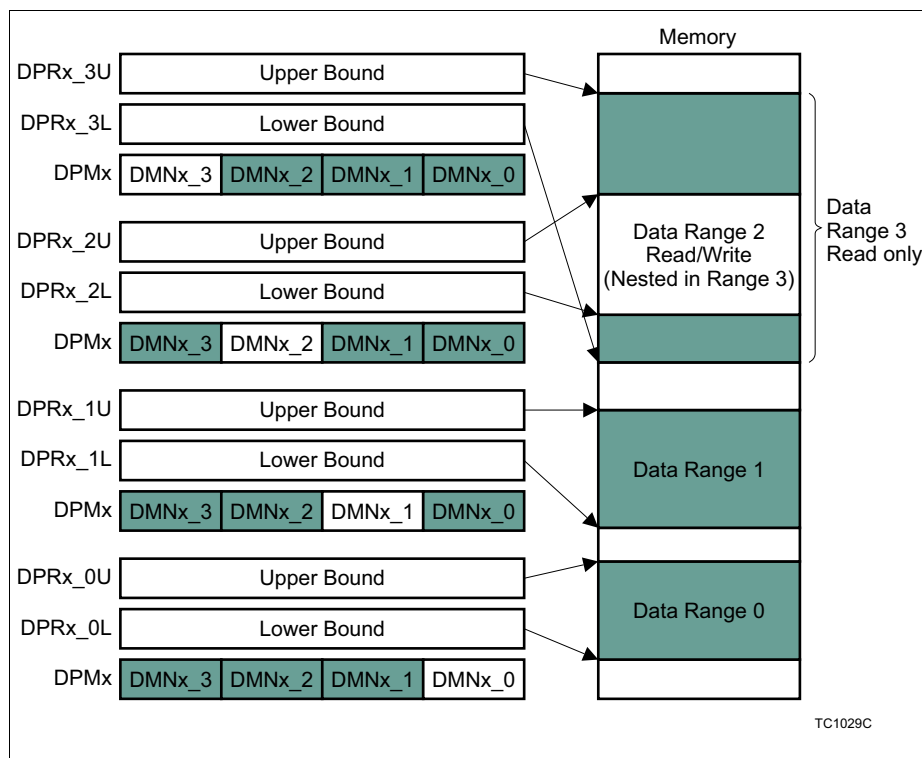 Memory
DPRx_3U Upper Bound
DPRx_3L Lower Bound
DPMx DMNx_3 DMNx_2 DMNx_1 DMNx_0
DPRx_2U Upper Bound
DPRx_2L Lower Bound
DPMx DMNx_3 DMNx_2 DMNx_1 DMNx_0
DPRx_1U Upper Bound
DPRx_1L Lower Bound
DPMx DMNx_3 DMNx_2 DMNx_1 DMNx_0
DPRx_0U Upper Bound
DPRx_0L Lower Bound
DPMx DMNx_3 DMNx_2 DMNx_1 DMNx_0
Data Range 2
Read/Write
(Nested in Range 3)
Data
Range 3
Read only
Data Range 1
Data Range 0
TC1029C